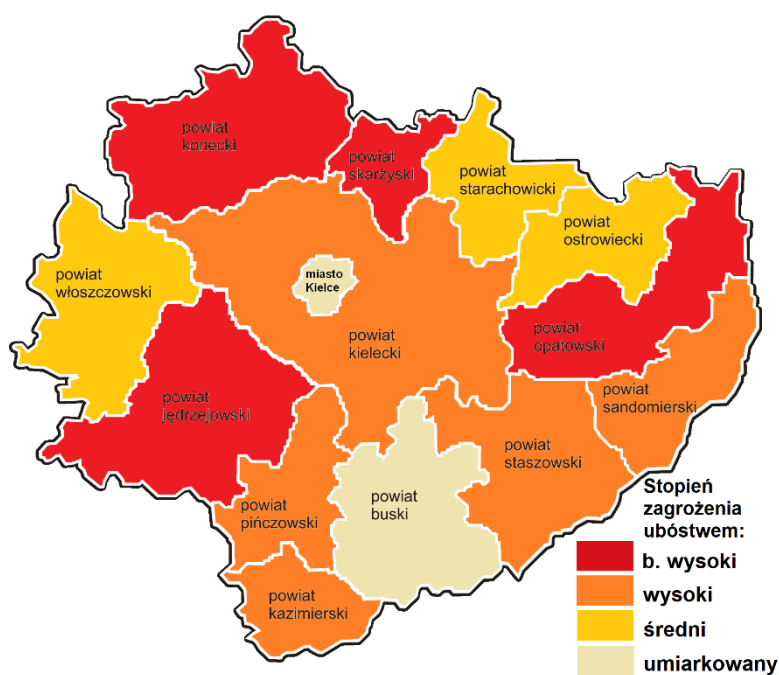 powiat
konecki
powiat
skarżyski
powiat
starachowicki
powiat
ostrowiecki
powiat
włoszczowski
miasto
Kielce
powiat
kielecki
powiat
opatowski
powiat
jędrzejowski
powiat
sandomierski
powiat
staszowski
powiat
pińczowski
powiat
buski
powiat
kazimierski
Stopień
zagrożenia
ubóstwem:
b. wysoki
wysoki
średni
umiarkowany